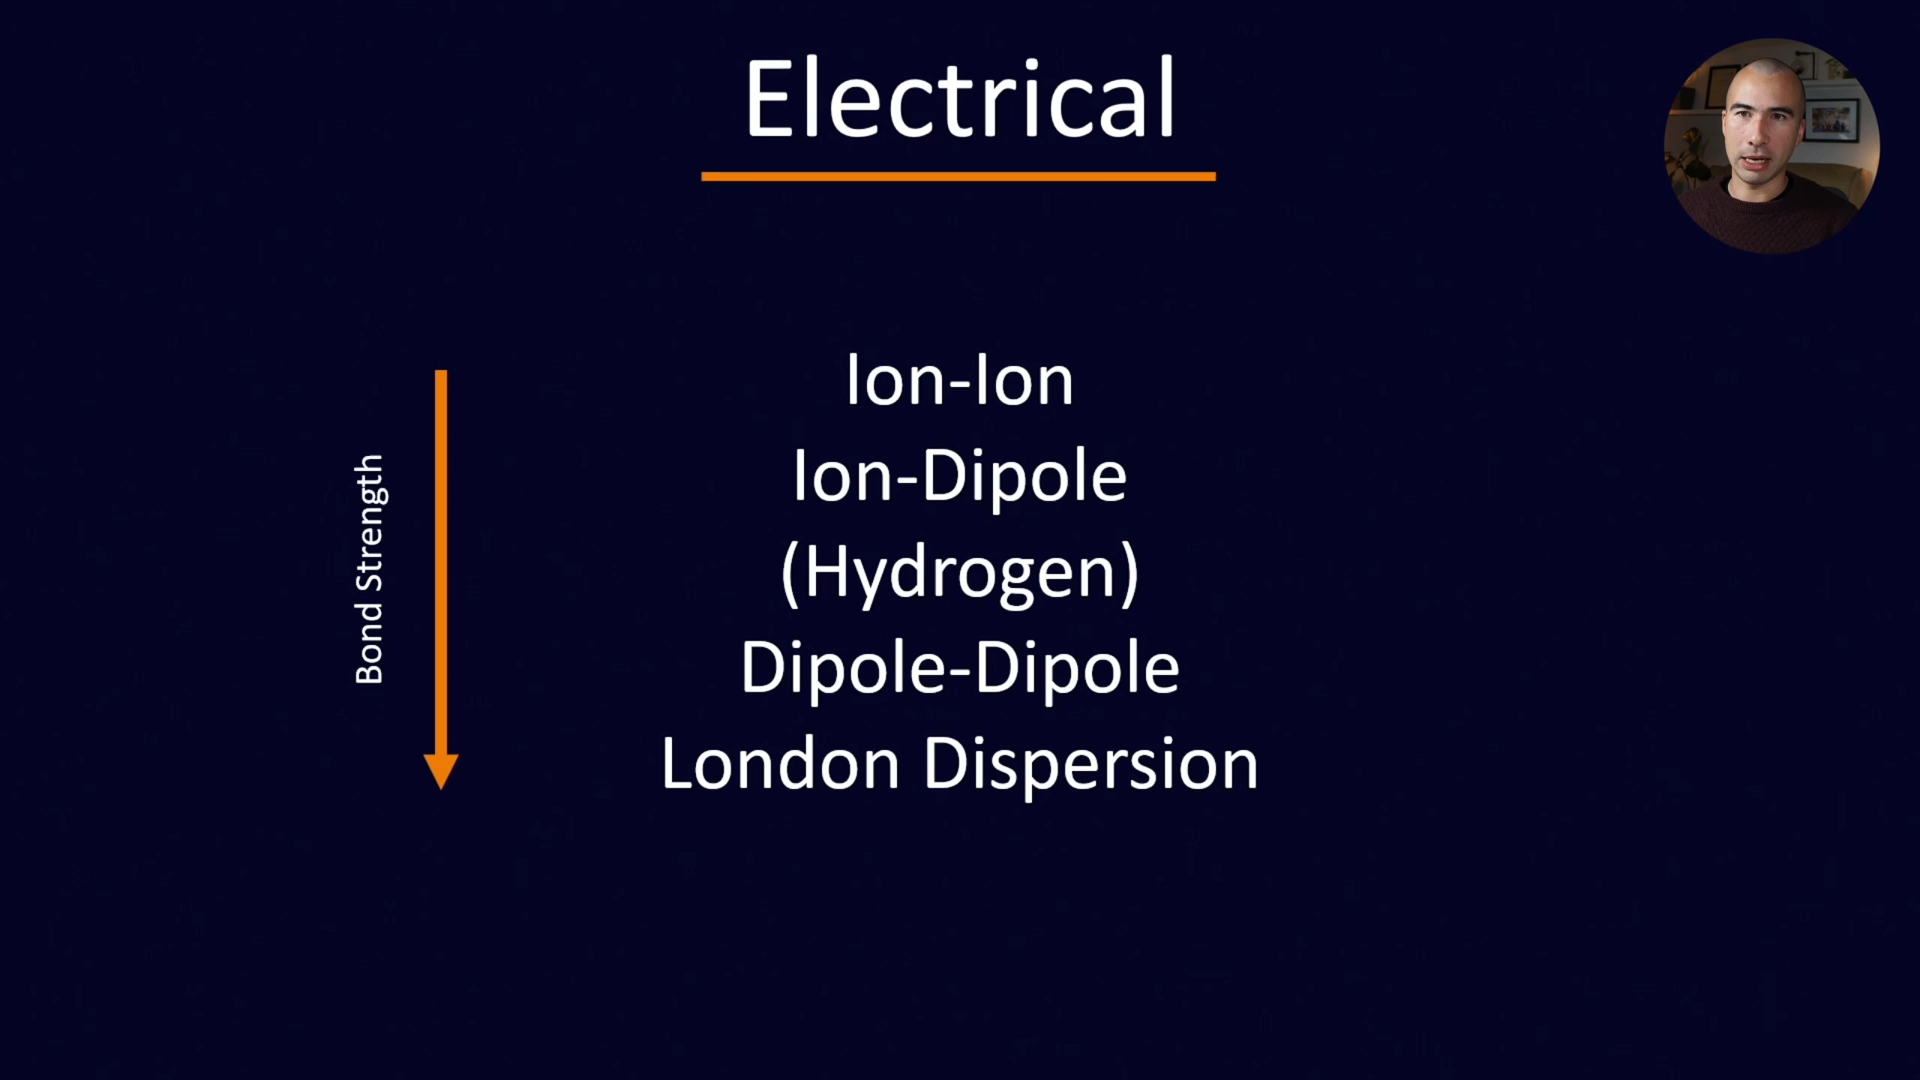 Electrical
Bond Strength
Ion-Ion
Ion-Dipole
(Hydrogen)
Dipole-Dipole
London Dispersion